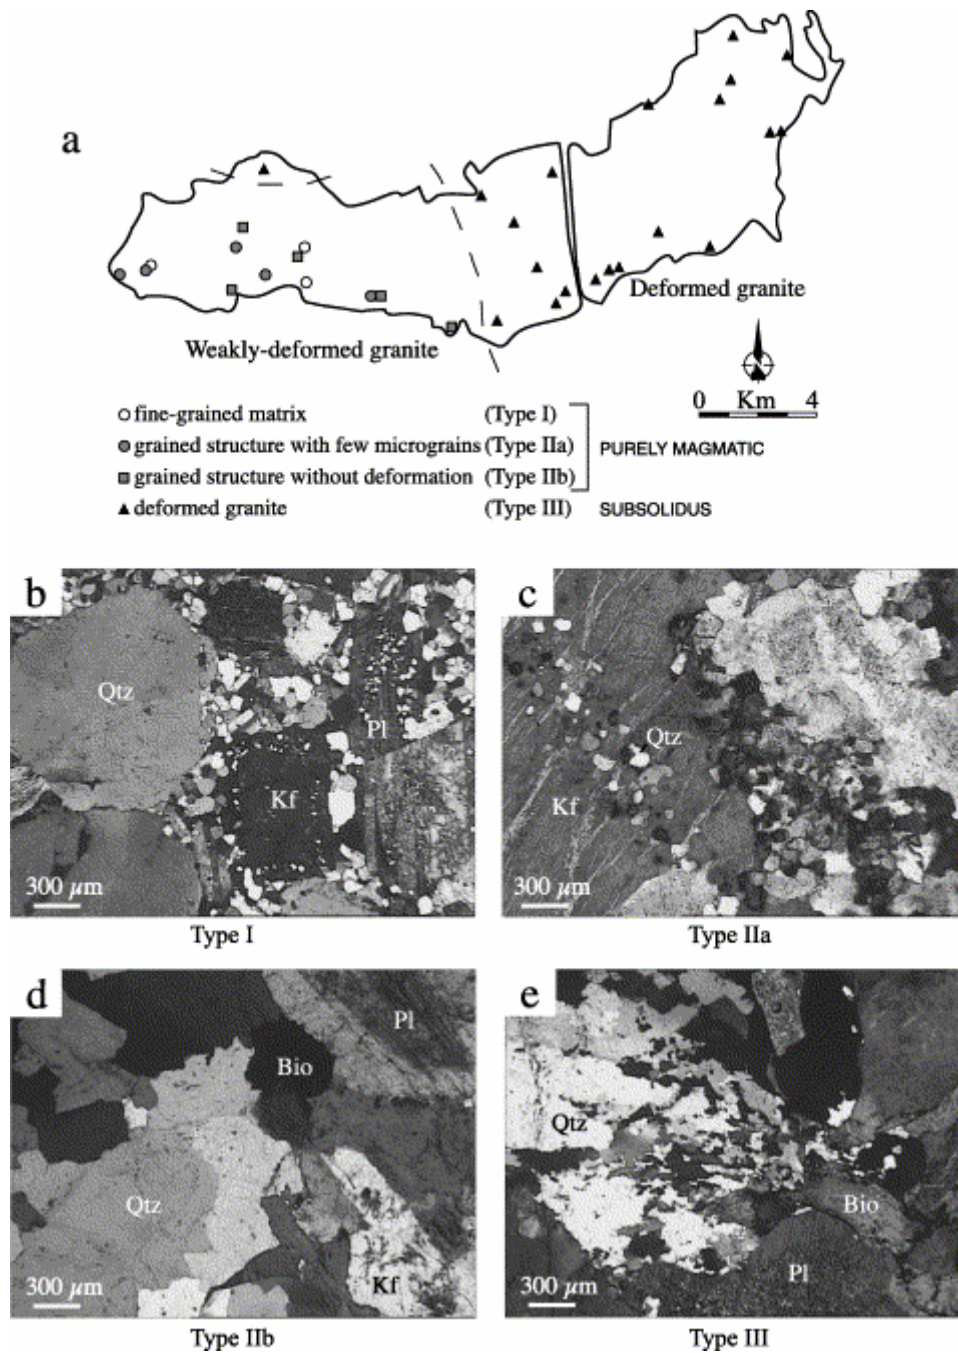 a
Deformed granite
Weakly-deformed granite
0 Km 4
fine-grained matrix (Type I)
grained structure with few micrograins (Type IIa) PURELY MAGMATIC
grained structure without deformation (Type IIb)
deformed granite (Type III) SUBSOLIDUS
b
Qtz
Pl
Kf
300 µm
Type I
c
Qtz
Kf
300 µm
Type IIa
d
Pl
Bio
Qtz
Kf
300 µm
Type IIb
e
Qtz
Bio
Pl
300 µm
Type III